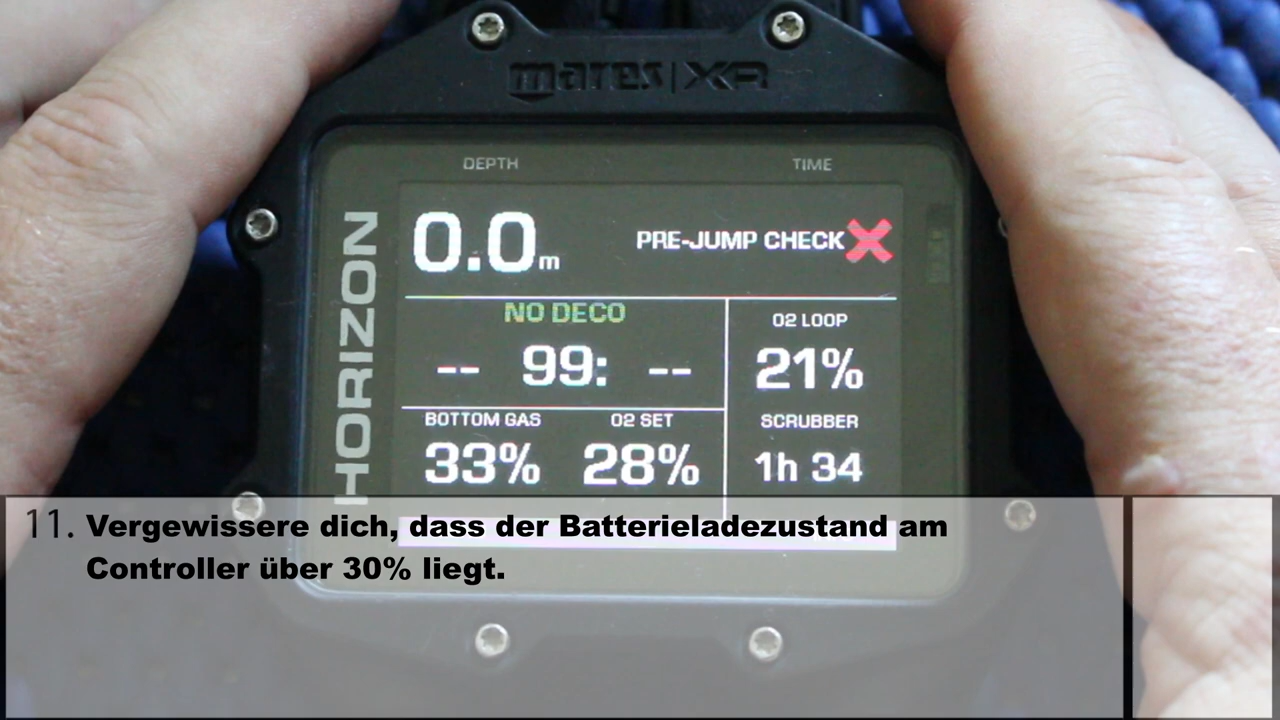 mares | XR
DEPTH TIME
HORIZON
0.0m PRE-JUMP CHECK
NO DECO
-- 99: --
O2 LOOP
21%
BOTTOM GAS O2 SET
33% 28%
SCRUBBER
1h 34
11. Vergewissere dich, dass der Batterieladezustand am
Controller über 30% liegt.